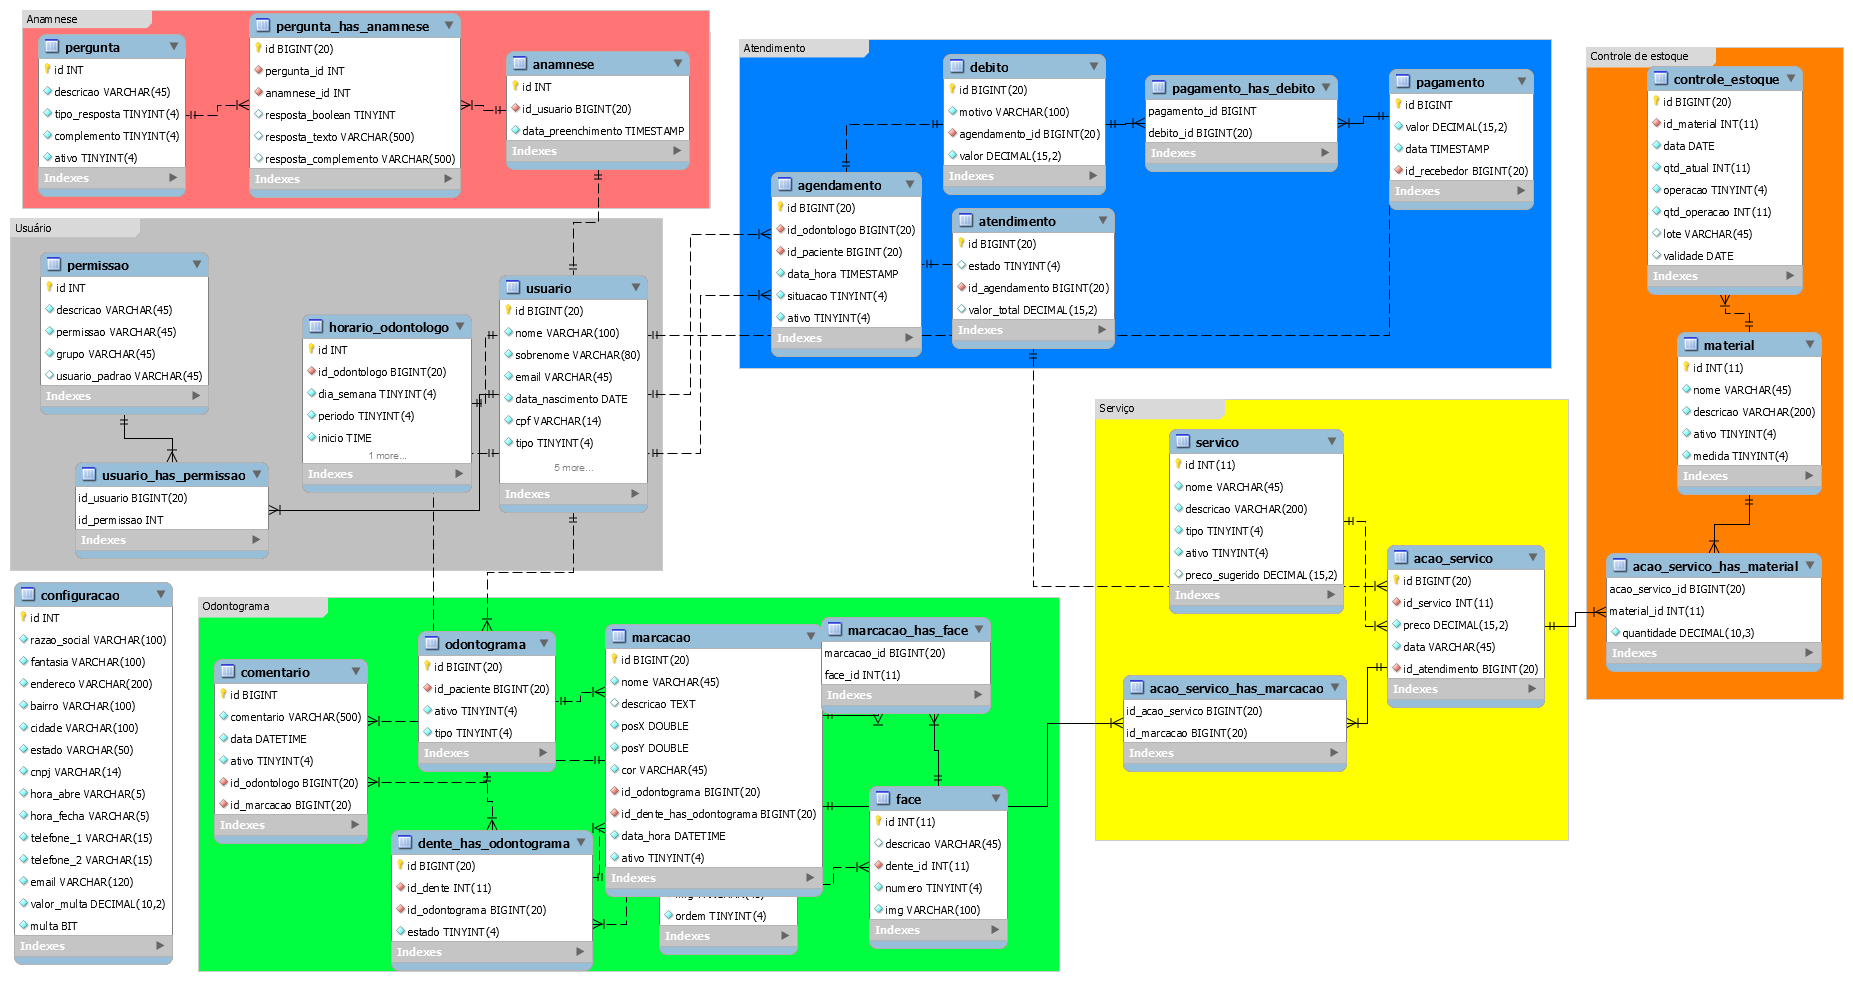 Anamnese
pergunta
id INT
descricao VARCHAR(45)
tipo_resposta TINYINT(4)
complemento TINYINT(4)
ativo TINYINT(4)
Indexes
pergunta_has_anamnese
id BIGINT(20)
pergunta_id INT
anamnese_id INT
resposta_boolean TINYINT
resposta_texto VARCHAR(500)
resposta_complemento VARCHAR(500)
Indexes
anamnese
id INT
id_usuario BIGINT(20)
data_preenchimento TIMESTAMP
Indexes
Usuário
permissao
id INT
descricao VARCHAR(45)
permissao VARCHAR(45)
grupo VARCHAR(45)
usuario_padrao VARCHAR(45)
Indexes
usuario_has_permissao
id_usuario BIGINT(20)
id_permissao INT
Indexes
horario_odontologo
id INT
id_odontologo BIGINT(20)
dia_semana TINYINT(4)
periodo TINYINT(4)
inicio TIME
1 more...
Indexes
usuario
id BIGINT(20)
nome VARCHAR(100)
sobrenome VARCHAR(80)
email VARCHAR(45)
data_nascimento DATE
cpf VARCHAR(14)
tipo TINYINT(4)
5 more...
Indexes
Atendimento
debito
id BIGINT(20)
motivo VARCHAR(100)
agendamento_id BIGINT(20)
valor DECIMAL(15,2)
Indexes
pagamento_has_debito
pagamento_id BIGINT
debito_id BIGINT(20)
Indexes
pagamento
id BIGINT
valor DECIMAL(15,2)
data TIMESTAMP
id_recebedor BIGINT(20)
Indexes
agendamento
id BIGINT(20)
id_odontologo BIGINT(20)
id_paciente BIGINT(20)
data_hora TIMESTAMP
situacao TINYINT(4)
ativo TINYINT(4)
Indexes
atendimento
id BIGINT(20)
estado TINYINT(4)
id_agendamento BIGINT(20)
valor_total DECIMAL(15,2)
Indexes
Controle de estoque
controle_estoque
id BIGINT(20)
id_material INT(11)
data DATE
qtd_atual INT(11)
operacao TINYINT(4)
qtd_operacao INT(11)
lote VARCHAR(45)
validade DATE
Indexes
material
id INT(11)
nome VARCHAR(45)
descricao VARCHAR(200)
ativo TINYINT(4)
medida TINYINT(4)
Indexes
acao_servico_has_material
acao_servico_id BIGINT(20)
material_id INT(11)
quantidade DECIMAL(10,3)
Indexes
Serviço
servico
id INT(11)
nome VARCHAR(45)
descricao VARCHAR(200)
tipo TINYINT(4)
ativo TINYINT(4)
preco_sugerido DECIMAL(15,2)
Indexes
acao_servico
id BIGINT(20)
id_servico INT(11)
preco DECIMAL(15,2)
data VARCHAR(45)
id_atendimento BIGINT(20)
Indexes
acao_servico_has_marcacao
id_acao_servico BIGINT(20)
id_marcacao BIGINT(20)
Indexes
configuracao
id INT
razao_social VARCHAR(100)
fantasia VARCHAR(100)
endereco VARCHAR(200)
bairro VARCHAR(100)
cidade VARCHAR(100)
estado VARCHAR(50)
cnpj VARCHAR(14)
hora_abre VARCHAR(5)
hora_fecha VARCHAR(5)
telefone_1 VARCHAR(15)
telefone_2 VARCHAR(15)
email VARCHAR(120)
valor_multa DECIMAL(10,2)
multa BIT
Indexes
Odontograma
comentario
id BIGINT
comentario VARCHAR(500)
data DATETIME
ativo TINYINT(4)
id_odontologo BIGINT(20)
id_marcacao BIGINT(20)
Indexes
odontograma
id BIGINT(20)
id_paciente BIGINT(20)
ativo TINYINT(4)
tipo TINYINT(4)
Indexes
dente_has_odontograma
id BIGINT(20)
id_dente INT(11)
id_odontograma BIGINT(20)
estado TINYINT(4)
Indexes
marcacao
id BIGINT(20)
nome VARCHAR(45)
descricao TEXT
posX DOUBLE
posY DOUBLE
cor VARCHAR(45)
id_odontograma BIGINT(20)
id_dente_has_odontograma BIGINT(20)
data_hora DATETIME
ativo TINYINT(4)
Indexes
ordem TINYINT(4)
Indexes
marcacao_has_face
marcacao_id BIGINT(20)
face_id INT(11)
Indexes
face
id INT(11)
descricao VARCHAR(45)
dente_id INT(11)
numero TINYINT(4)
img VARCHAR(100)
Indexes